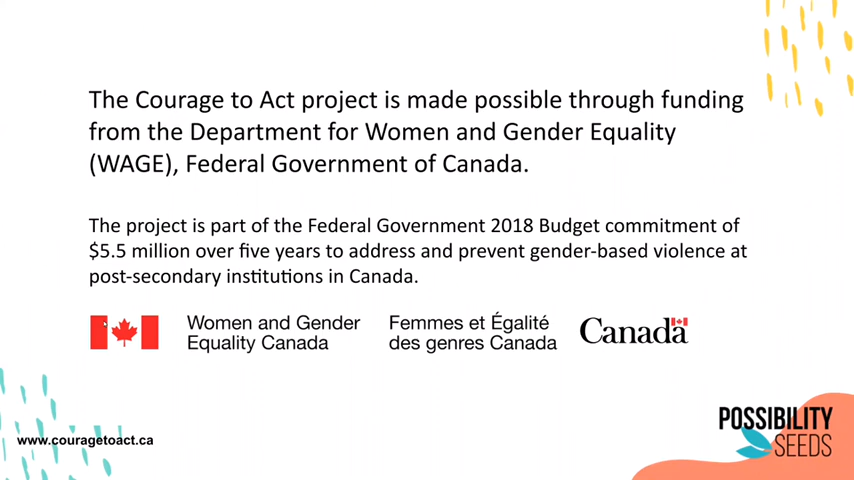 The Courage to Act project is made possible through funding
from the Department for Women and Gender Equality
(WAGE), Federal Government of Canada.
The project is part of the Federal Government 2018 Budget commitment of
$5.5 million over five years to address and prevent gender-based violence at
post-secondary institutions in Canada.
Women and Gender
Equality Canada
Femmes et Égalité
des genres Canada
Canada
www.couragetoact.ca
POSSIBILITY
SEEDS